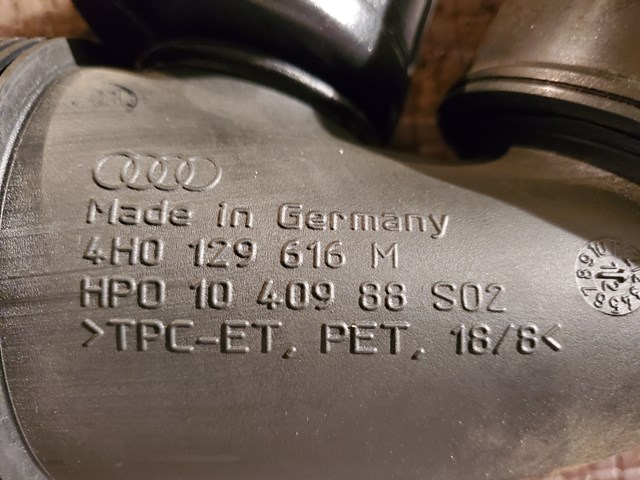 Made in Germany
4H0 129 616 M
HPO 10 409 88 S02
>TPC-ET, PET, 18/8<